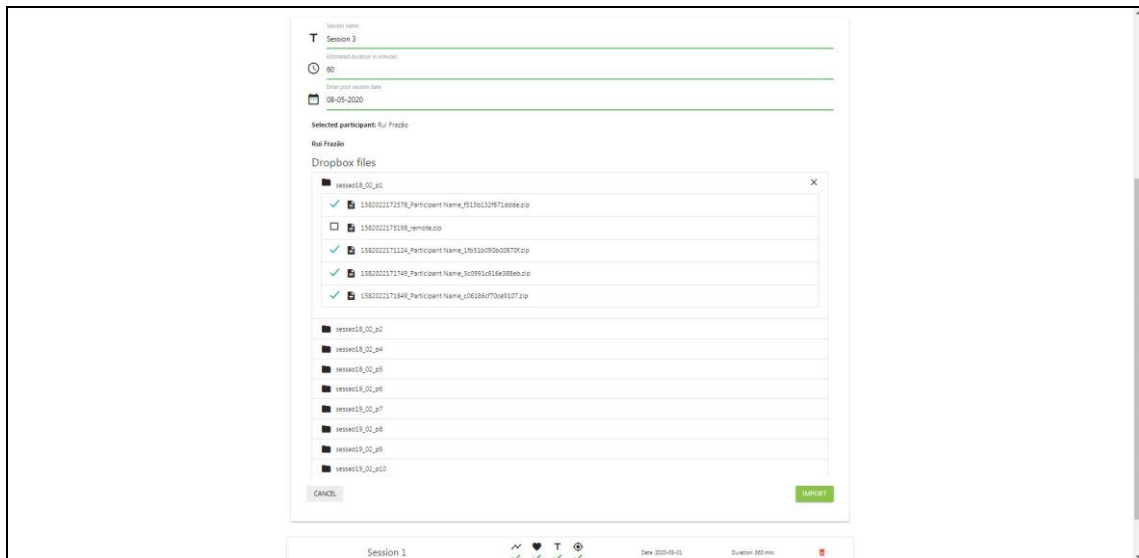 Session name
Session 3
Estimated duration in minutes
60
Enter your session date
08-05-2020
Selected participant: Rui Frazão
Rui Frazão
Dropbox files
sessao18_02_p1
1582022172578_Participant Name_f515b132f671ddde.zip
1582022175198_remote.zip
1582022171124_Participant Name_1fb31b090b00870f.zip
1582022171749_Participant Name_5c0991c616e388eb.zip
1582022171849_Participant Name_c06186cf70ce9107.zip
sessao18_02_p2
sessao18_02_p4
sessao18_02_p5
sessao19_02_p6
sessao19_02_p7
sessao19_02_p8
sessao19_02_p9
sessao19_02_p10
CANCEL
IMPORT
Session 1
Date: 2020-05-01
Duration: 360 min.